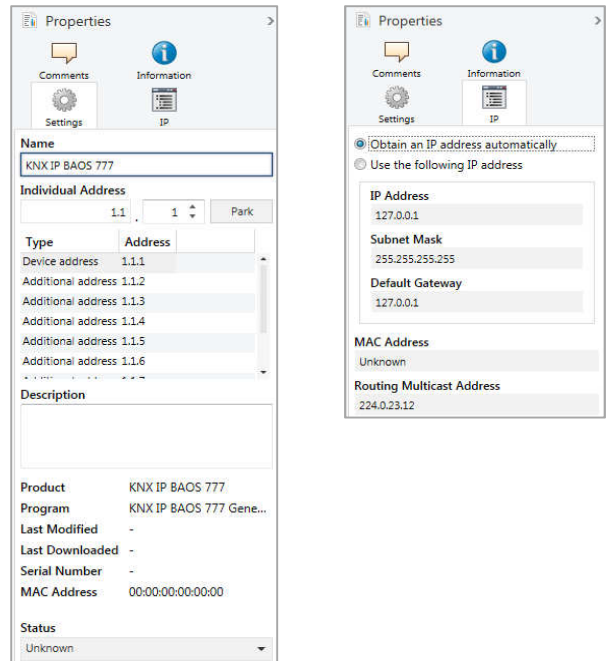 Properties
Comments
Information
Settings
IP
Name
KNX IP BAOS 777
Individual Address
1.1 . 1 Park
Type Address
Device address 1.1.1
Additional address 1.1.2
Additional address 1.1.3
Additional address 1.1.4
Additional address 1.1.5
Additional address 1.1.6
Description
Product KNX IP BAOS 777
Program KNX IP BAOS 777 Gene...
Last Modified -
Last Downloaded -
Serial Number -
MAC Address 00:00:00:00:00:00
Status
Unknown
Properties
Comments
Information
Settings
IP
Obtain an IP address automatically
Use the following IP address
IP Address
127.0.0.1
Subnet Mask
255.255.255.255
Default Gateway
127.0.0.1
MAC Address
Unknown
Routing Multicast Address
224.0.23.12